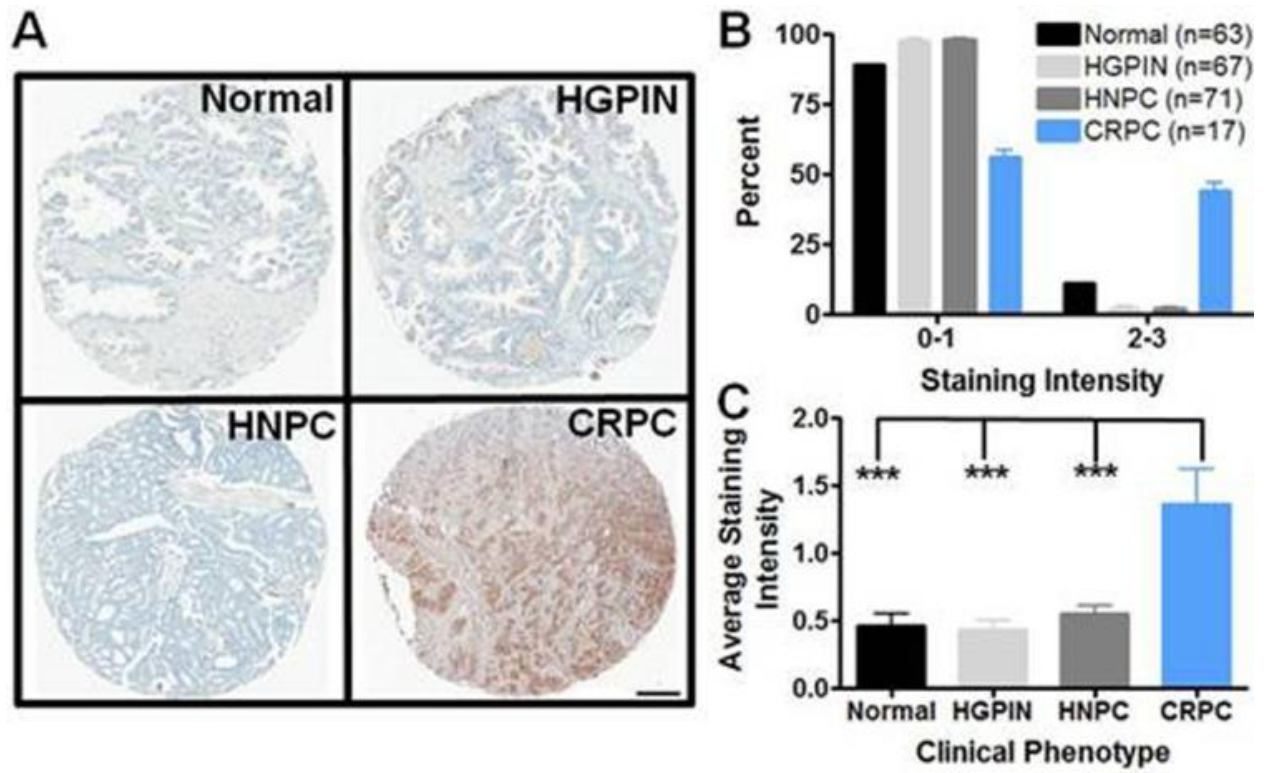 A
Normal
HGPIN
HNPC
CRPC
B
Percent
100
75
50
25
0
Normal (n=63)
HGPIN (n=67)
HNPC (n=71)
CRPC (n=17)
0-1
2-3
Staining Intensity
C
Average Staining
Intensity
2.0
1.5
1.0
0.5
0.0
***
***
***
Normal
HGPIN
HNPC
CRPC
Clinical Phenotype